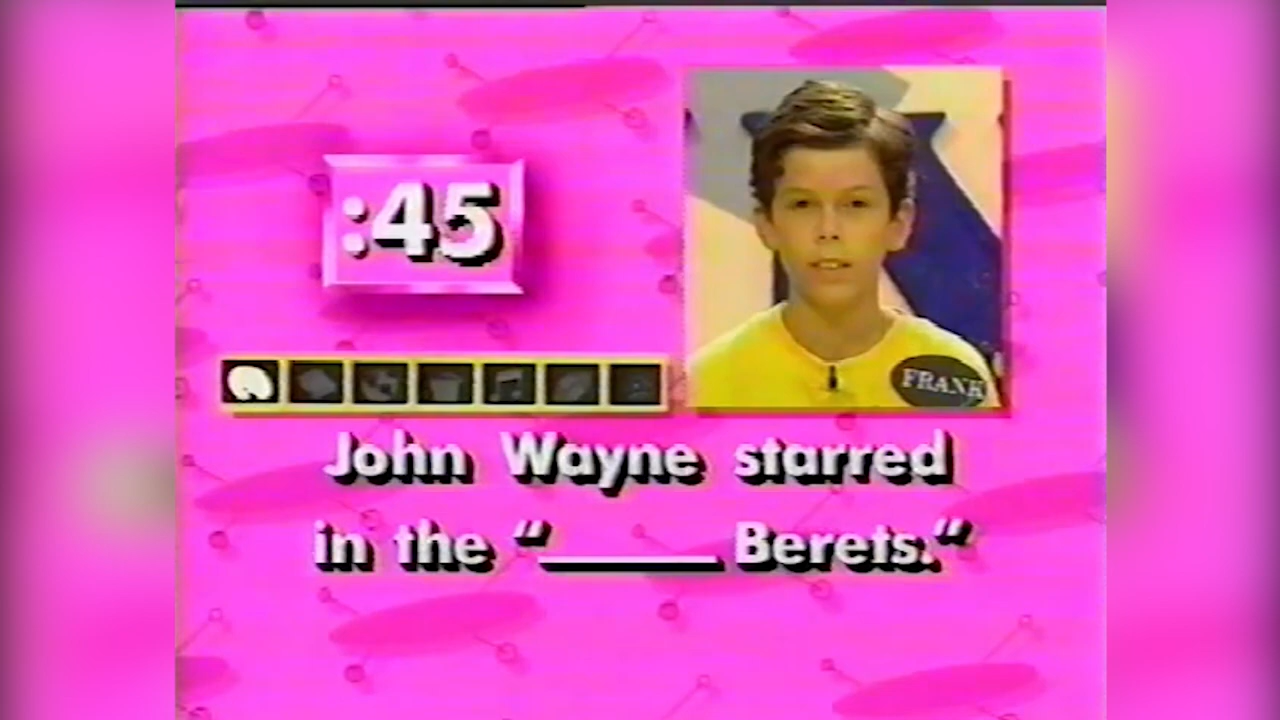 :45
FRANK
John Wayne starred
in the "_____ Berets."